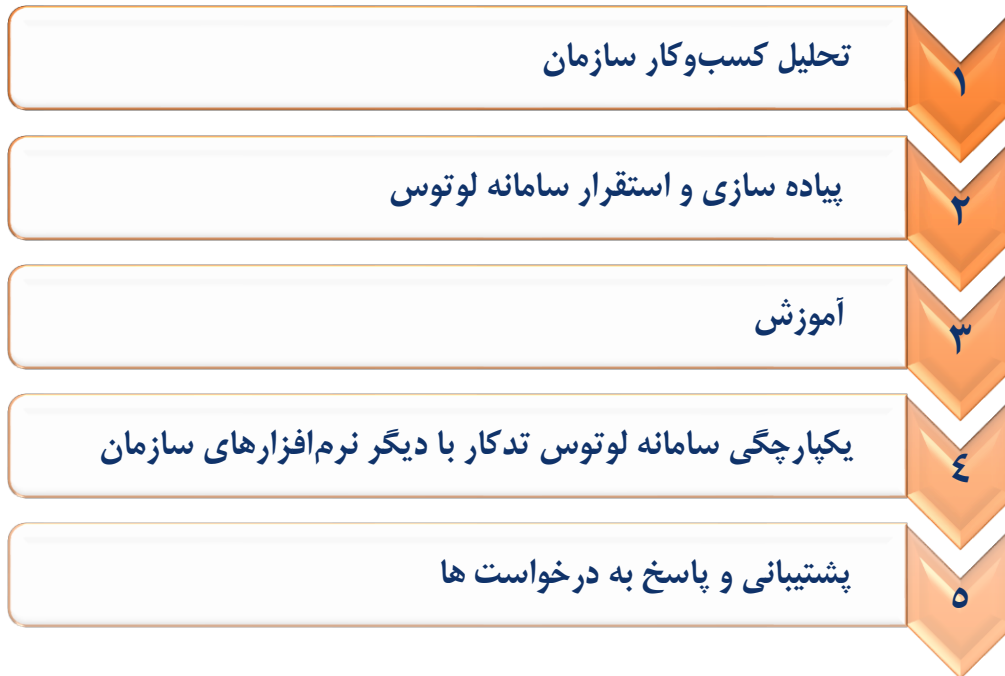 ۱
تحلیل کسب‌وکار سازمان
۲
پیاده سازی و استقرار سامانه لوتوس
۳
آموزش
٤
یکپارچگی سامانه لوتوس تدکار با دیگر نرم‌افزارهای سازمان
۵
پشتیبانی و پاسخ به درخواست ها